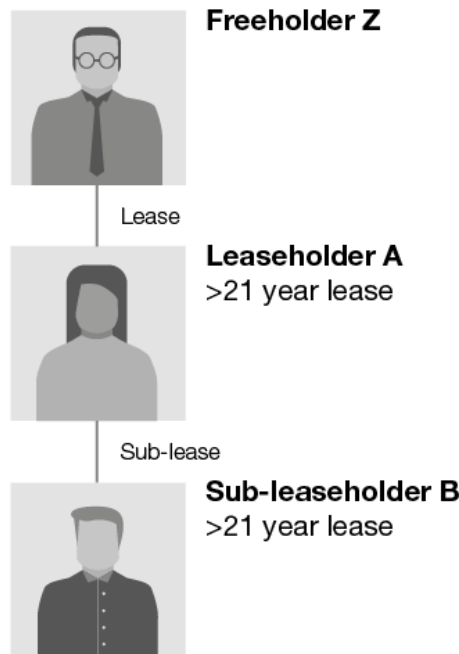 Freeholder Z
Lease
Leaseholder A
>21 year lease
Sub-lease
Sub-leaseholder B
>21 year lease